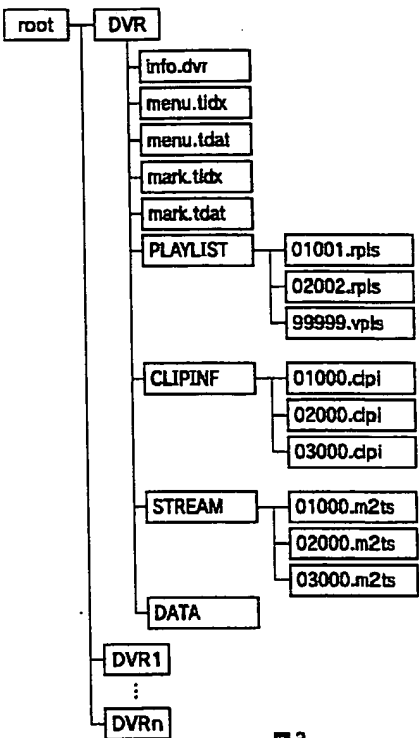 root
DVR
info.dvr
menu.tidx
menu.tdat
mark.tidx
mark.tdat
PLAYLIST
01001.rpls
02002.rpls
99999.vpls
CLIPINF
01000.clpi
02000.clpi
03000.clpi
STREAM
01000.m2ts
02000.m2ts
03000.m2ts
DATA
DVR1
⋮
DVRn